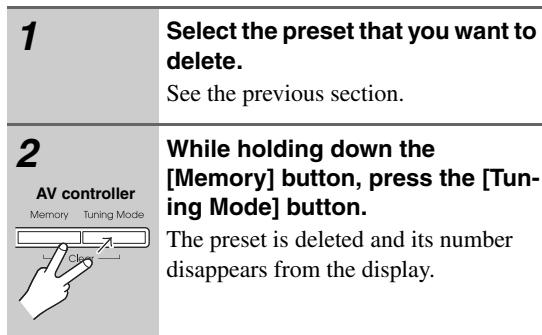 1
Select the preset that you want to
delete.
See the previous section.
2
AV controller
Memory Tuning Mode
Clear
While holding down the
[Memory] button, press the [Tun-
ing Mode] button.
The preset is deleted and its number
disappears from the display.